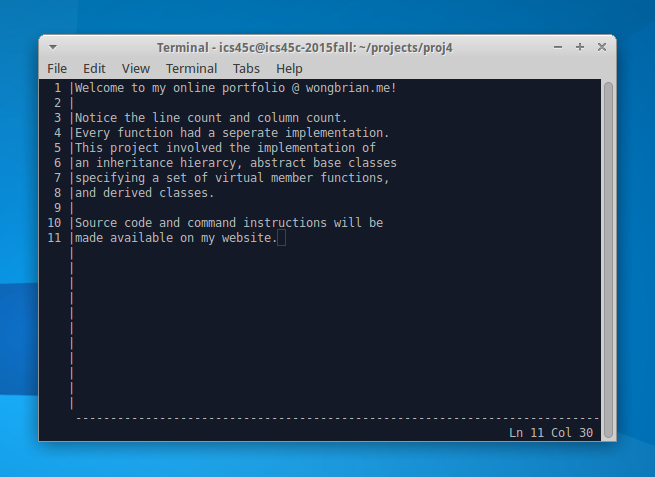 Terminal - ics45c@ics45c-2015fall: ~/projects/proj4
File Edit View Terminal Tabs Help
1 |Welcome to my online portfolio @ wongbrian.me!
2 |
3 |Notice the line count and column count.
4 |Every function had a seperate implementation.
5 |This project involved the implementation of
6 |an inheritance hierarcy, abstract base classes
7 |specifying a set of virtual member functions,
8 |and derived classes.
9 |
10 |Source code and command instructions will be
11 |made available on my website.
Ln 11 Col 30